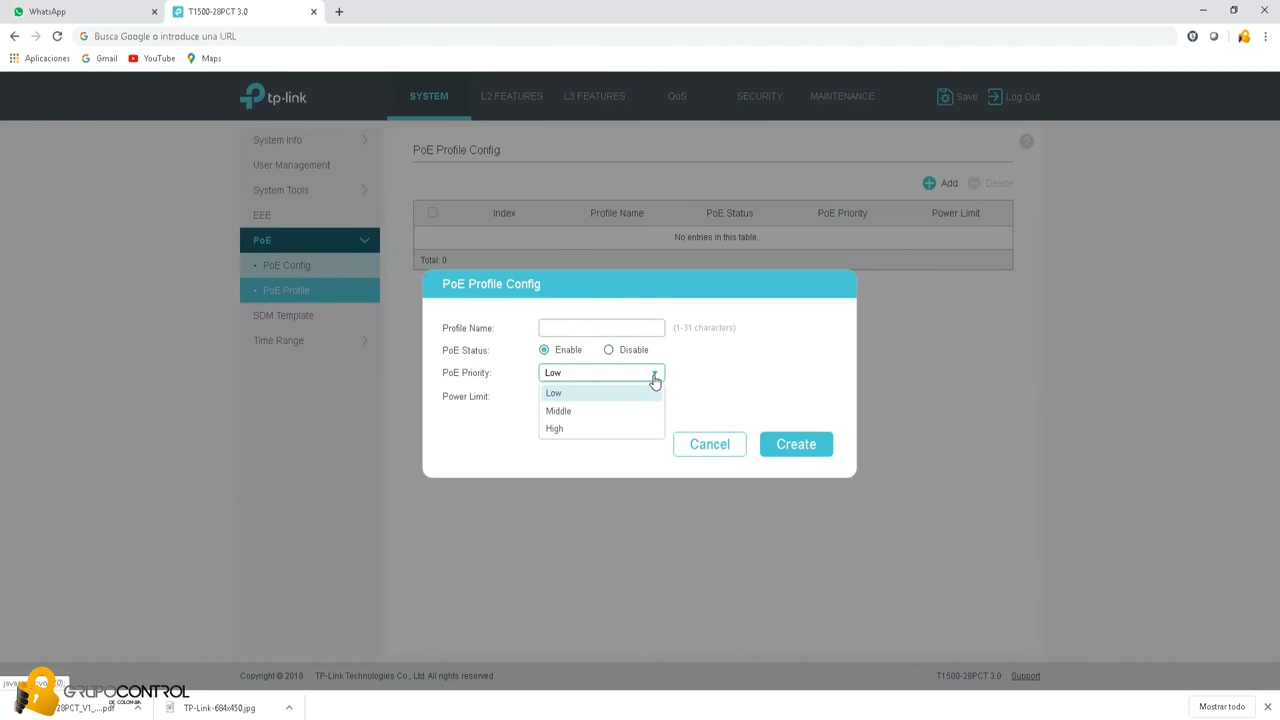 WhatsApp
T1500-28PCT 3.0
Busca Google o introduce una URL
Aplicaciones Gmail YouTube Maps
tp-link
SYSTEM L2 FEATURES L3 FEATURES QoS SECURITY MAINTENANCE
Save Log Out
System Info
User Management
System Tools
EEE
PoE
• PoE Config
• PoE Profile
SDM Template
Time Range
PoE Profile Config
Add Delete
Index Profile Name PoE Status PoE Priority Power Limit
No entries in this table.
Total: 0
PoE Profile Config
Profile Name: (1-31 characters)
PoE Status: Enable Disable
PoE Priority: Low
Low
Middle
High
Power Limit:
Cancel Create
Copyright © 2018 TP-Link Technologies Co., Ltd. All rights reserved.
T1500-28PCT 3.0 Support
GRUPOCONTROL
DE COLOMBIA
28PCT_V1_....pdf
TP-Link-684x450.jpg
Mostrar todo